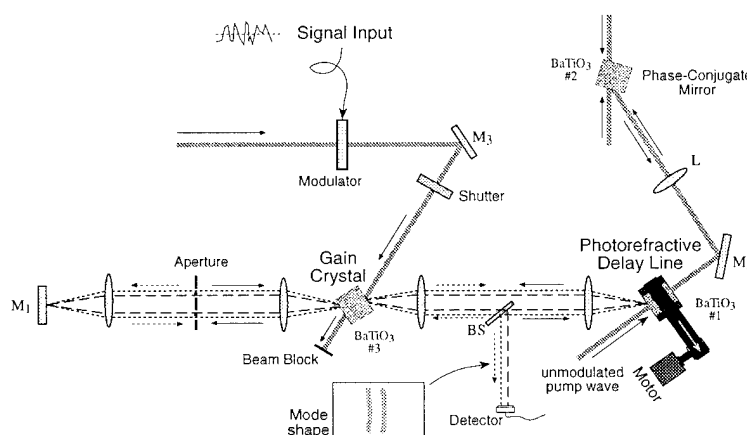 Signal Input
BaTiO3
#2
Phase-Conjugate
Mirror
M3
Modulator
Shutter
L
Photorefractive
Delay Line
M
Gain
Crystal
Aperture
M1
BaTiO3
#1
BS
BaTiO3
#3
Beam Block
unmodulated
pump wave
Motor
Mode
shape
Detector